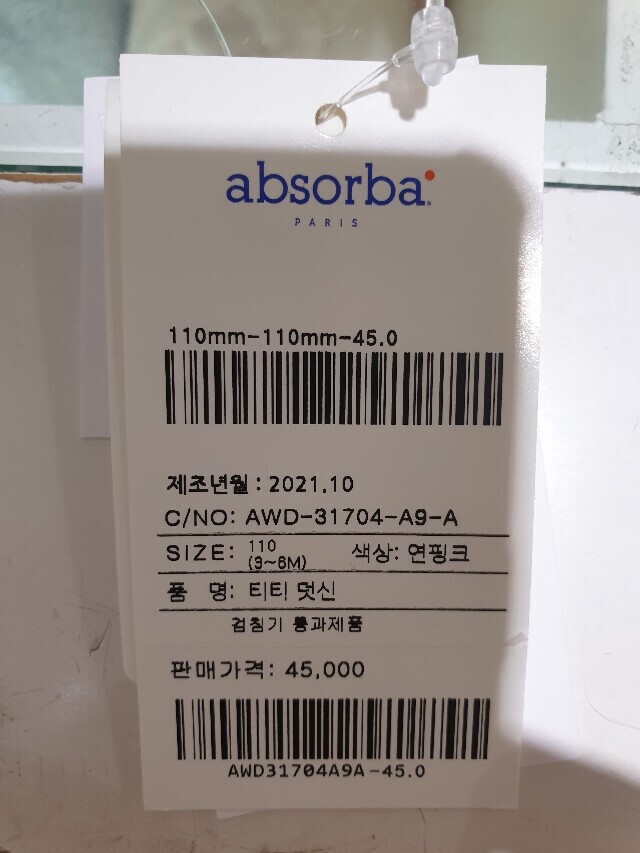 absorba
PARIS
110mm-110mm-45.0
제조년월: 2021.10
C/NO: AWD-31704-A9-A
SIZE: 110 (3~6M) 색상: 연핑크
품 명: 티티 덧신
검침기 통과제품
판매가격: 45,000
AWD31704A9A-45.0